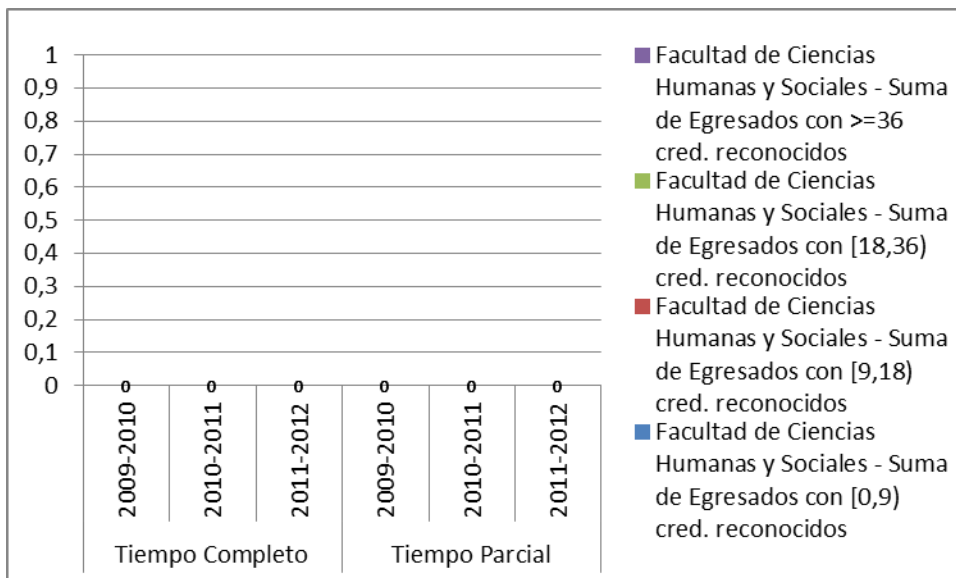 1
0,9
0,8
0,7
0,6
0,5
0,4
0,3
0,2
0,1
0
0 0 0 0 0 0
2009-2010
2010-2011
2011-2012
2009-2010
2010-2011
2011-2012
Tiempo Completo
Tiempo Parcial
Facultad de Ciencias
Humanas y Sociales - Suma
de Egresados con >=36
cred. reconocidos
Facultad de Ciencias
Humanas y Sociales - Suma
de Egresados con [18,36)
cred. reconocidos
Facultad de Ciencias
Humanas y Sociales - Suma
de Egresados con [9,18)
cred. reconocidos
Facultad de Ciencias
Humanas y Sociales - Suma
de Egresados con [0,9)
cred. reconocidos